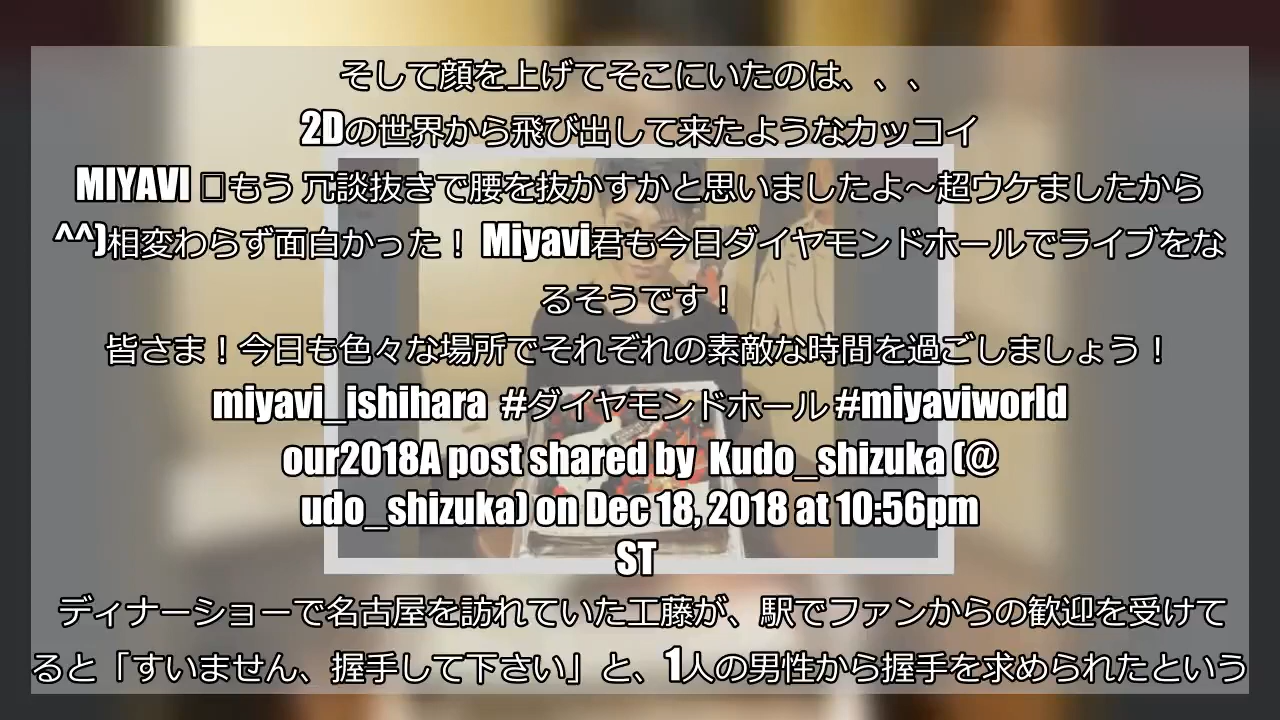 そして顔を上げてそこにいたのは、、、
2Dの世界から飛び出して来たようなカッコイ
MIYAVI □もう 冗談抜きで腰を抜かすかと思いましたよ～超ウケましたから
^^)相変わらず面白かった！ Miyavi君も今日ダイヤモンドホールでライブをな
るそうです！
皆さま！今日も色々な場所でそれぞれの素敵な時間を過ごしましょう！
miyavi_ishihara #ダイヤモンドホール #miyaviworld
our2018A post shared by Kudo_shizuka (@
udo_shizuka) on Dec 18, 2018 at 10:56pm
ST
ディナーショーで名古屋を訪れていた工藤が、駅でファンからの歓迎を受けて
ると「すいません、握手して下さい」と、1人の男性から握手を求められたという